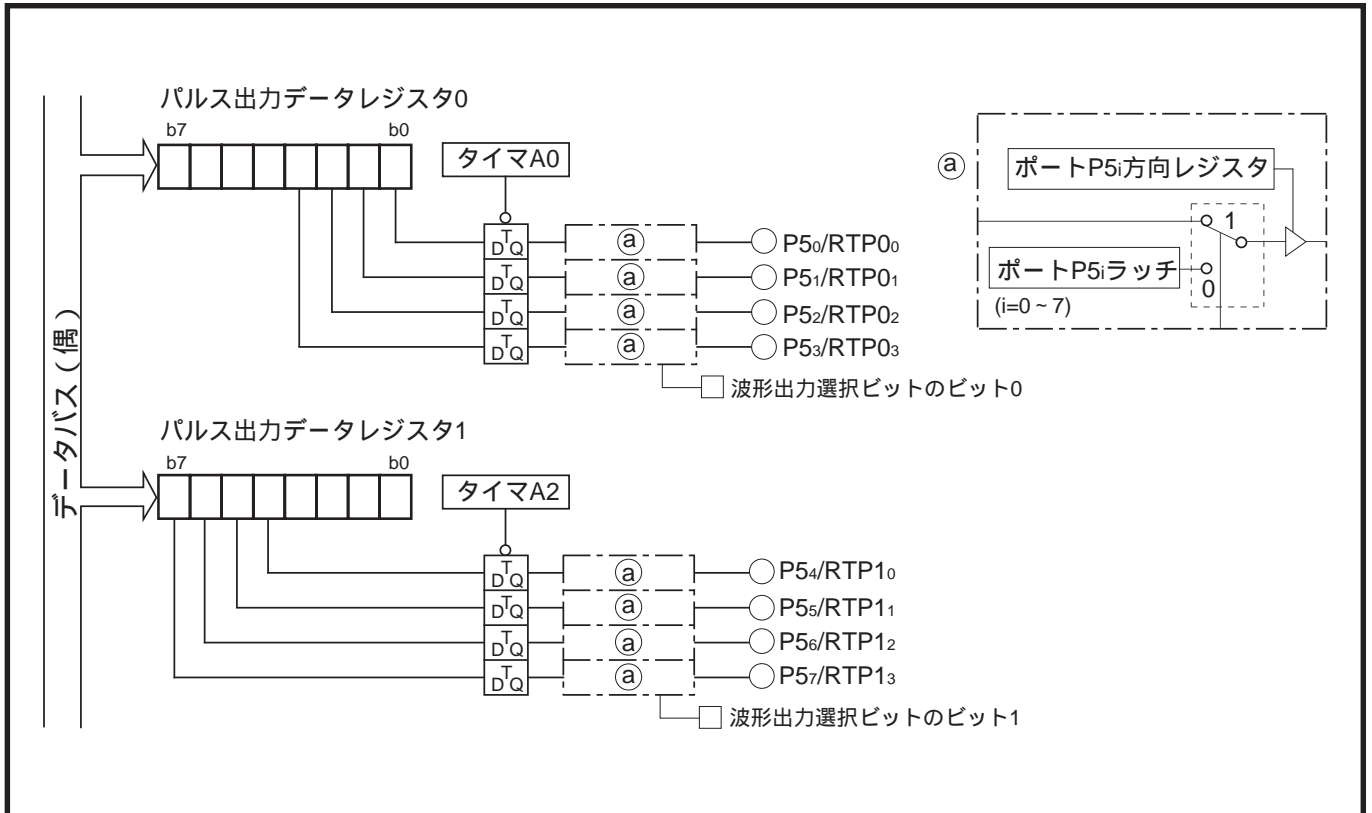 データバス(偶)
パルス出力データレジスタ0
b7 b0
タイマA0
D T Q
D T Q
D T Q
D T Q
a
a
a
a
P50/RTP00
P51/RTP01
P52/RTP02
P53/RTP03
波形出力選択ビットのビット0
パルス出力データレジスタ1
b7 b0
タイマA2
D T Q
D T Q
D T Q
D T Q
a
a
a
a
P54/RTP10
P55/RTP11
P56/RTP12
P57/RTP13
波形出力選択ビットのビット1
a
ポートP5i方向レジスタ
1
ポートP5iラッチ
0
(i=0 ~ 7)